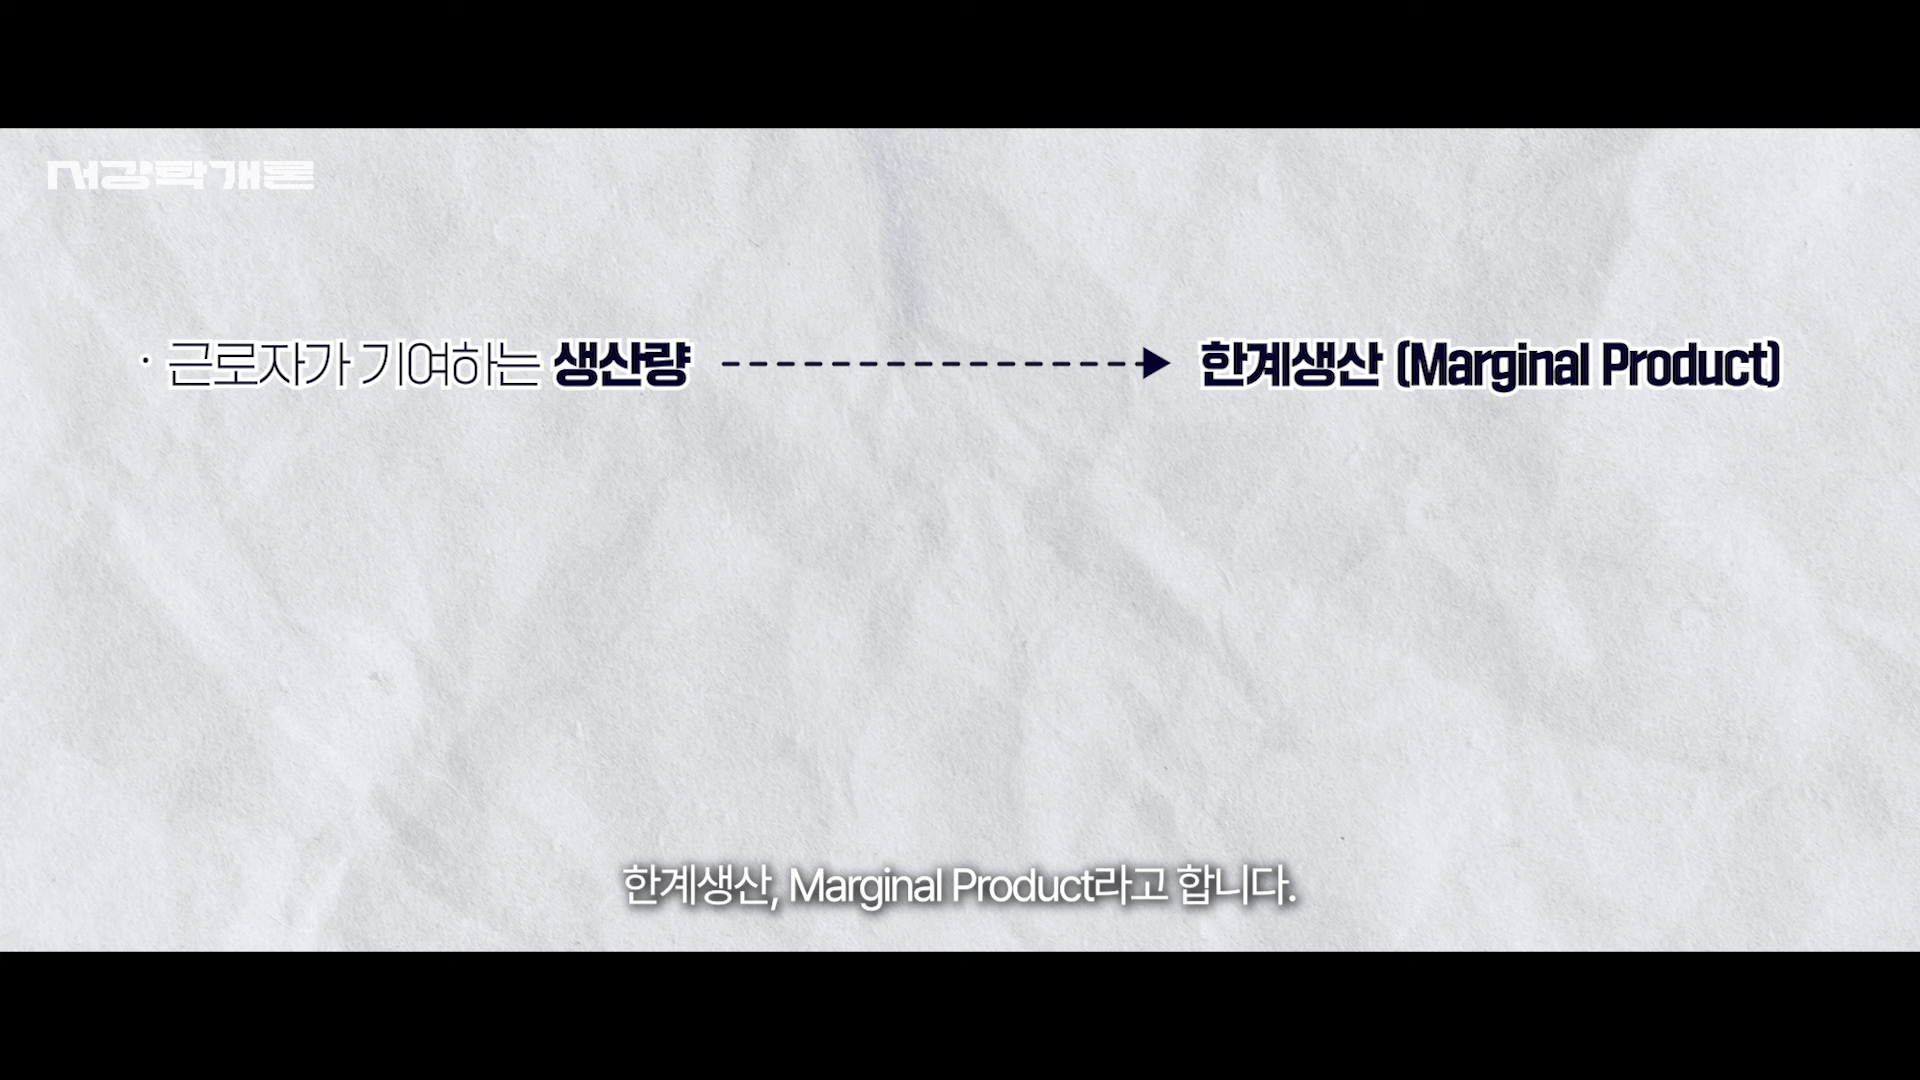 서강학개론
· 근로자가 기여하는 생산량 한계생산 (Marginal Product)
한계생산, Marginal Product라고 합니다.